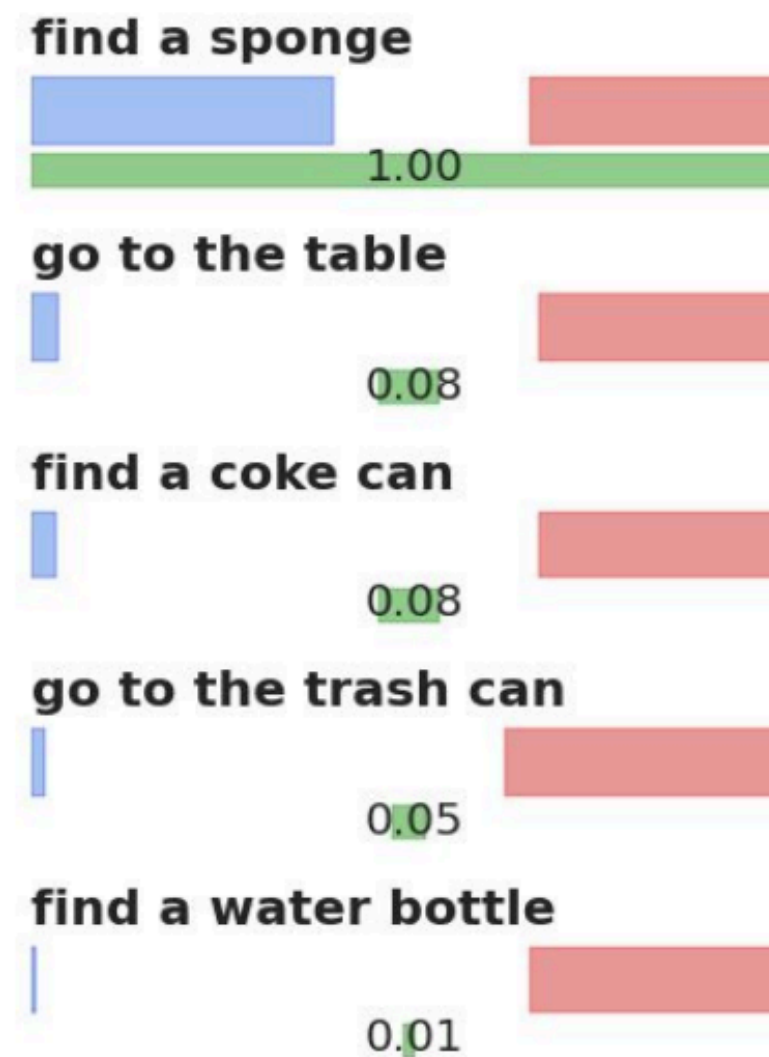 find a sponge
1.00
go to the table
0.08
find a coke can
0.08
go to the trash can
0.05
find a water bottle
0.01